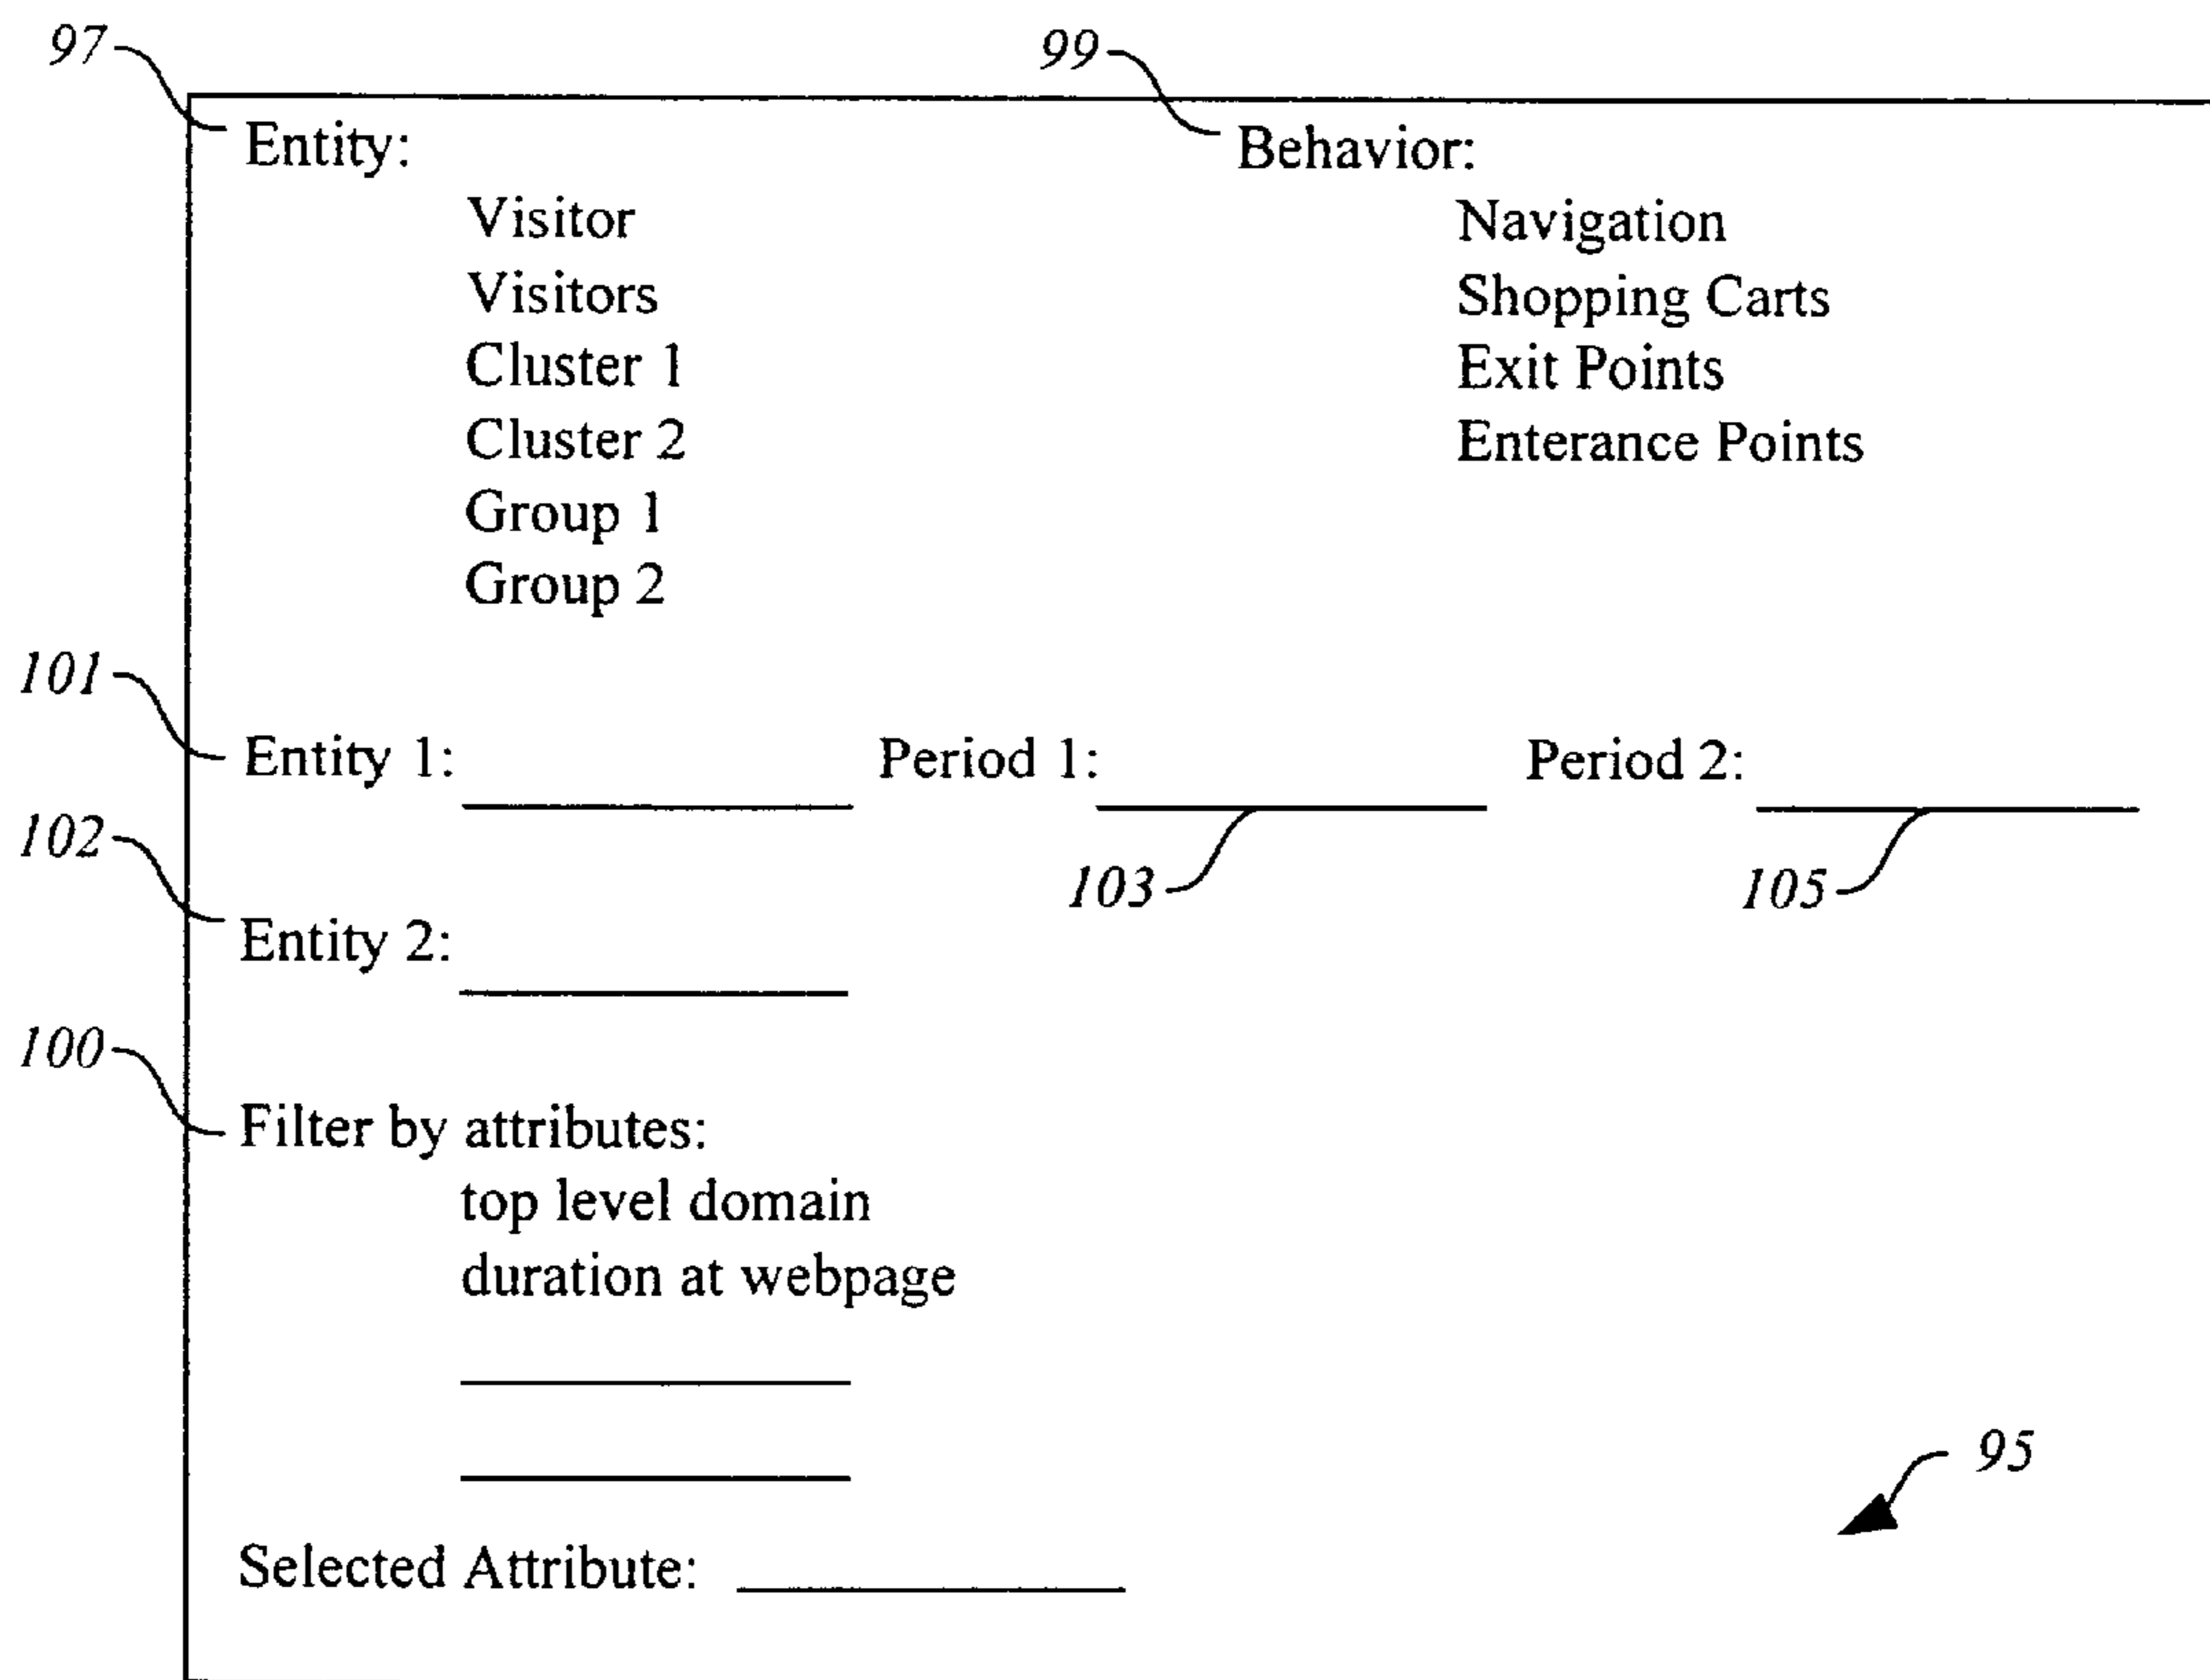 97
99
Entity:
Behavior:
Visitor
Navigation
Visitors
Shopping Carts
Cluster 1
Exit Points
Cluster 2
Enterance Points
Group 1
Group 2
101
Entity 1:
Period 1:
Period 2:
102
103
105
Entity 2:
100
Filter by attributes:
top level domain
duration at webpage
95
Selected Attribute: